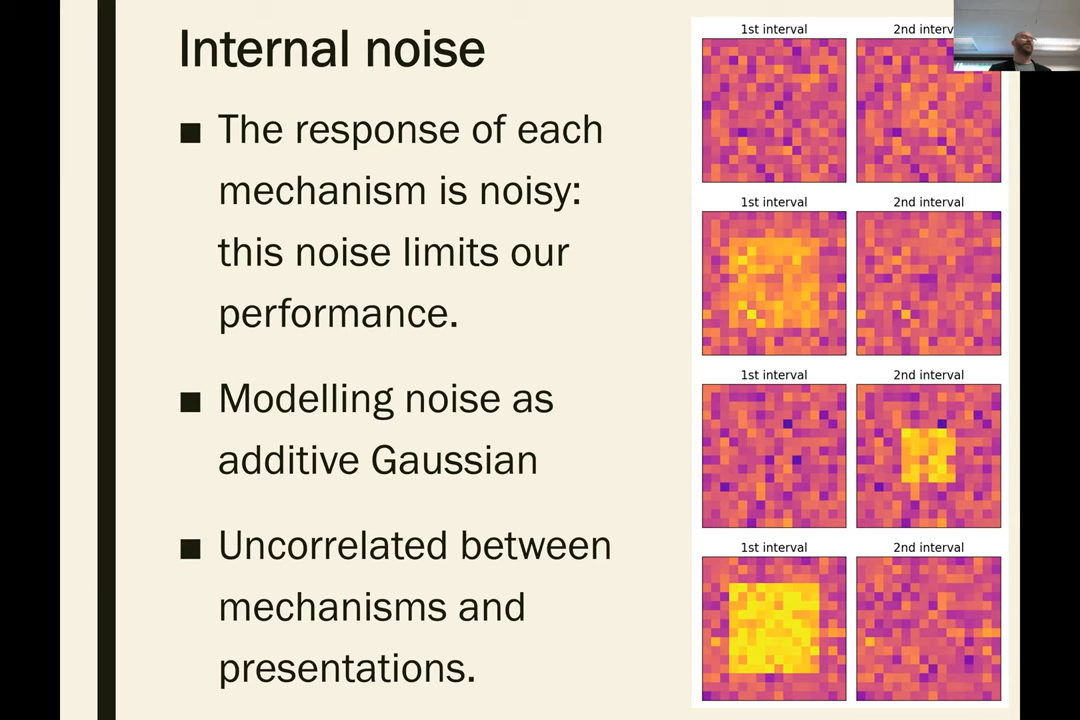 Internal noise
■ The response of each
mechanism is noisy:
this noise limits our
performance.
■ Modelling noise as
additive Gaussian
■ Uncorrelated between
mechanisms and
presentations.
1st interval
2nd interv
1st interval
2nd interval
1st interval
2nd interval
1st interval
2nd interval